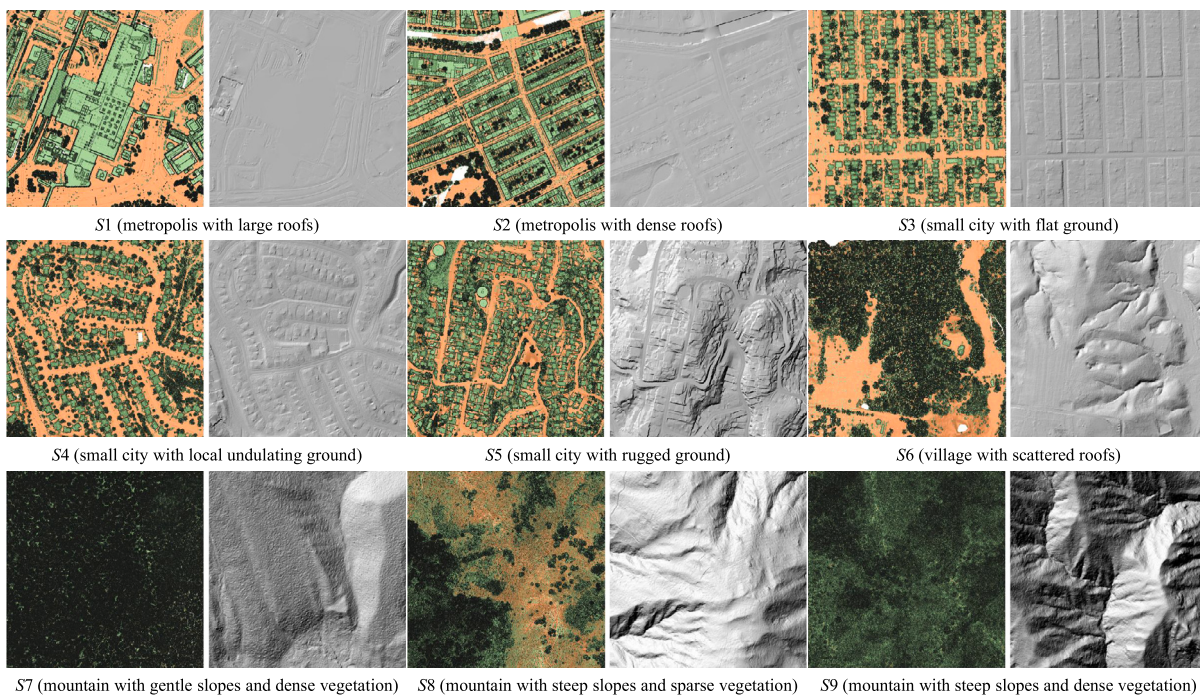 S1 (metropolis with large roofs)
S2 (metropolis with dense roofs)
S3 (small city with flat ground)
S4 (small city with local undulating ground)
S5 (small city with rugged ground)
S6 (village with scattered roofs)
S7 (mountain with gentle slopes and dense vegetation)
S8 (mountain with steep slopes and sparse vegetation)
S9 (mountain with steep slopes and dense vegetation)